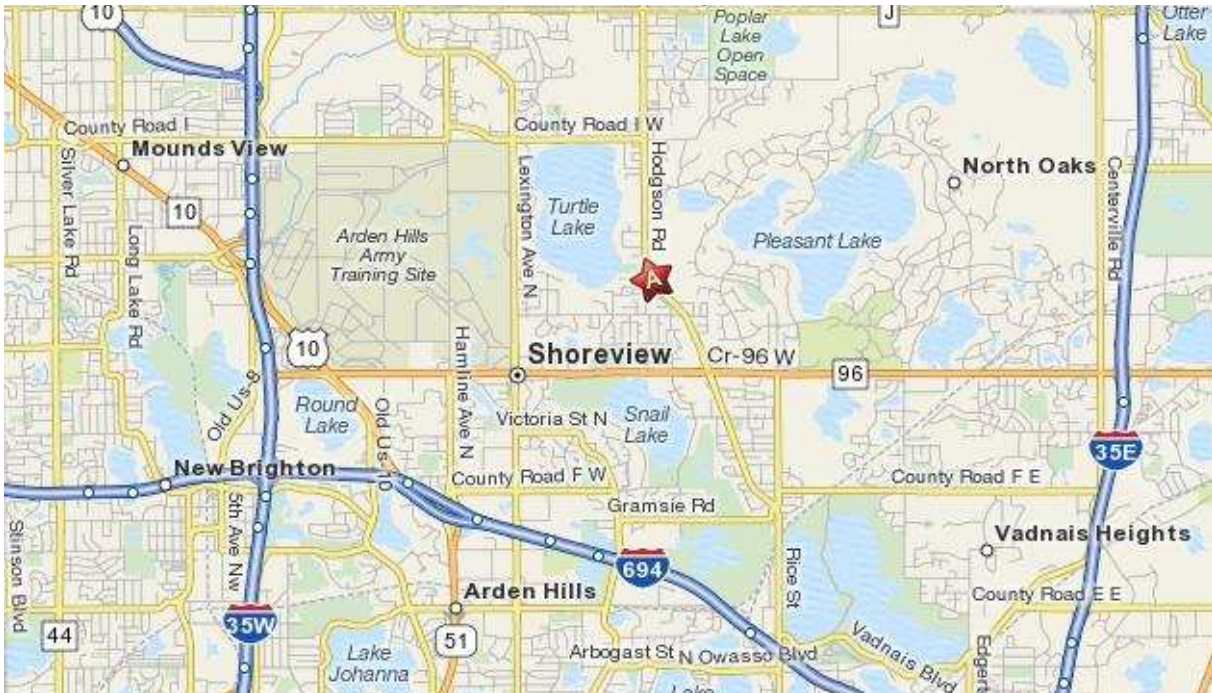 10
Poplar
Lake
Open
Space
J
Otter
Lake
County Road I
County Road I W
Mounds View
Silver Lake Rd
Long Lake Rd
10
Arden Hills
Army
Training Site
Lexington Ave N
Turtle
Lake
Hodgson Rd
A
Pleasant Lake
North Oaks
Centerville Rd
10
Hamline Ave N
Shoreview
Cr-96 W
96
Old Us-8
Round
Lake
Old Us-10
Victoria St N
Snail
Lake
35E
New Brighton
County Road F W
County Road F E
5th Ave Nw
Gramsie Rd
Stinson Blvd
694
Rice St
Vadnais Heights
Arden Hills
County Road E E
35W
44
51
Lake
Johanna
Arbogast St
N Owasso Blvd
Vadnais Blvd
Edger
Lake